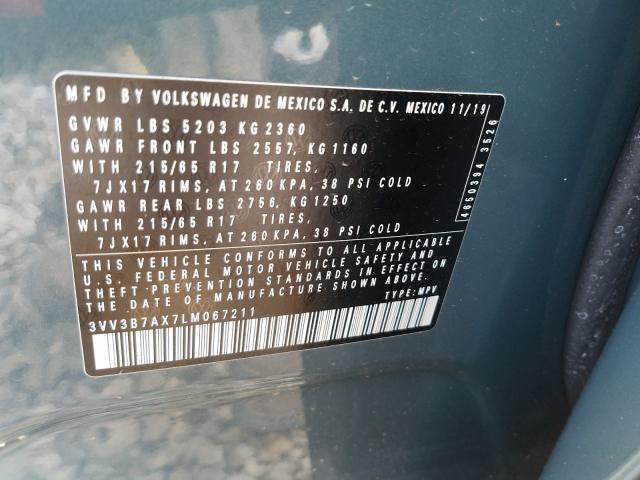 MFD BY VOLKSWAGEN DE MEXICO S.A. DE C.V. MEXICO 11/19
GVWR LBS 5203 KG 2360
GAWR FRONT LBS 2557, KG 1160
WITH 215/65 R17 TIRES,
7JX17 RIMS, AT 260 KPA, 38 PSI COLD
GAWR REAR LBS 2756, KG 1250
WITH 215/65 R17 TIRES,
7JX17 RIMS, AT 260 KPA, 38 PSI COLD
THIS VEHICLE CONFORMS TO ALL APPLICABLE
U.S. FEDERAL MOTOR VEHICLE SAFETY AND
THEFT PREVENTION STANDARDS IN EFFECT ON
THE DATE OF MANUFACTURE SHOWN ABOVE.
3VV3B7AX7LM067211 TYPE: MPV
4650394 3526